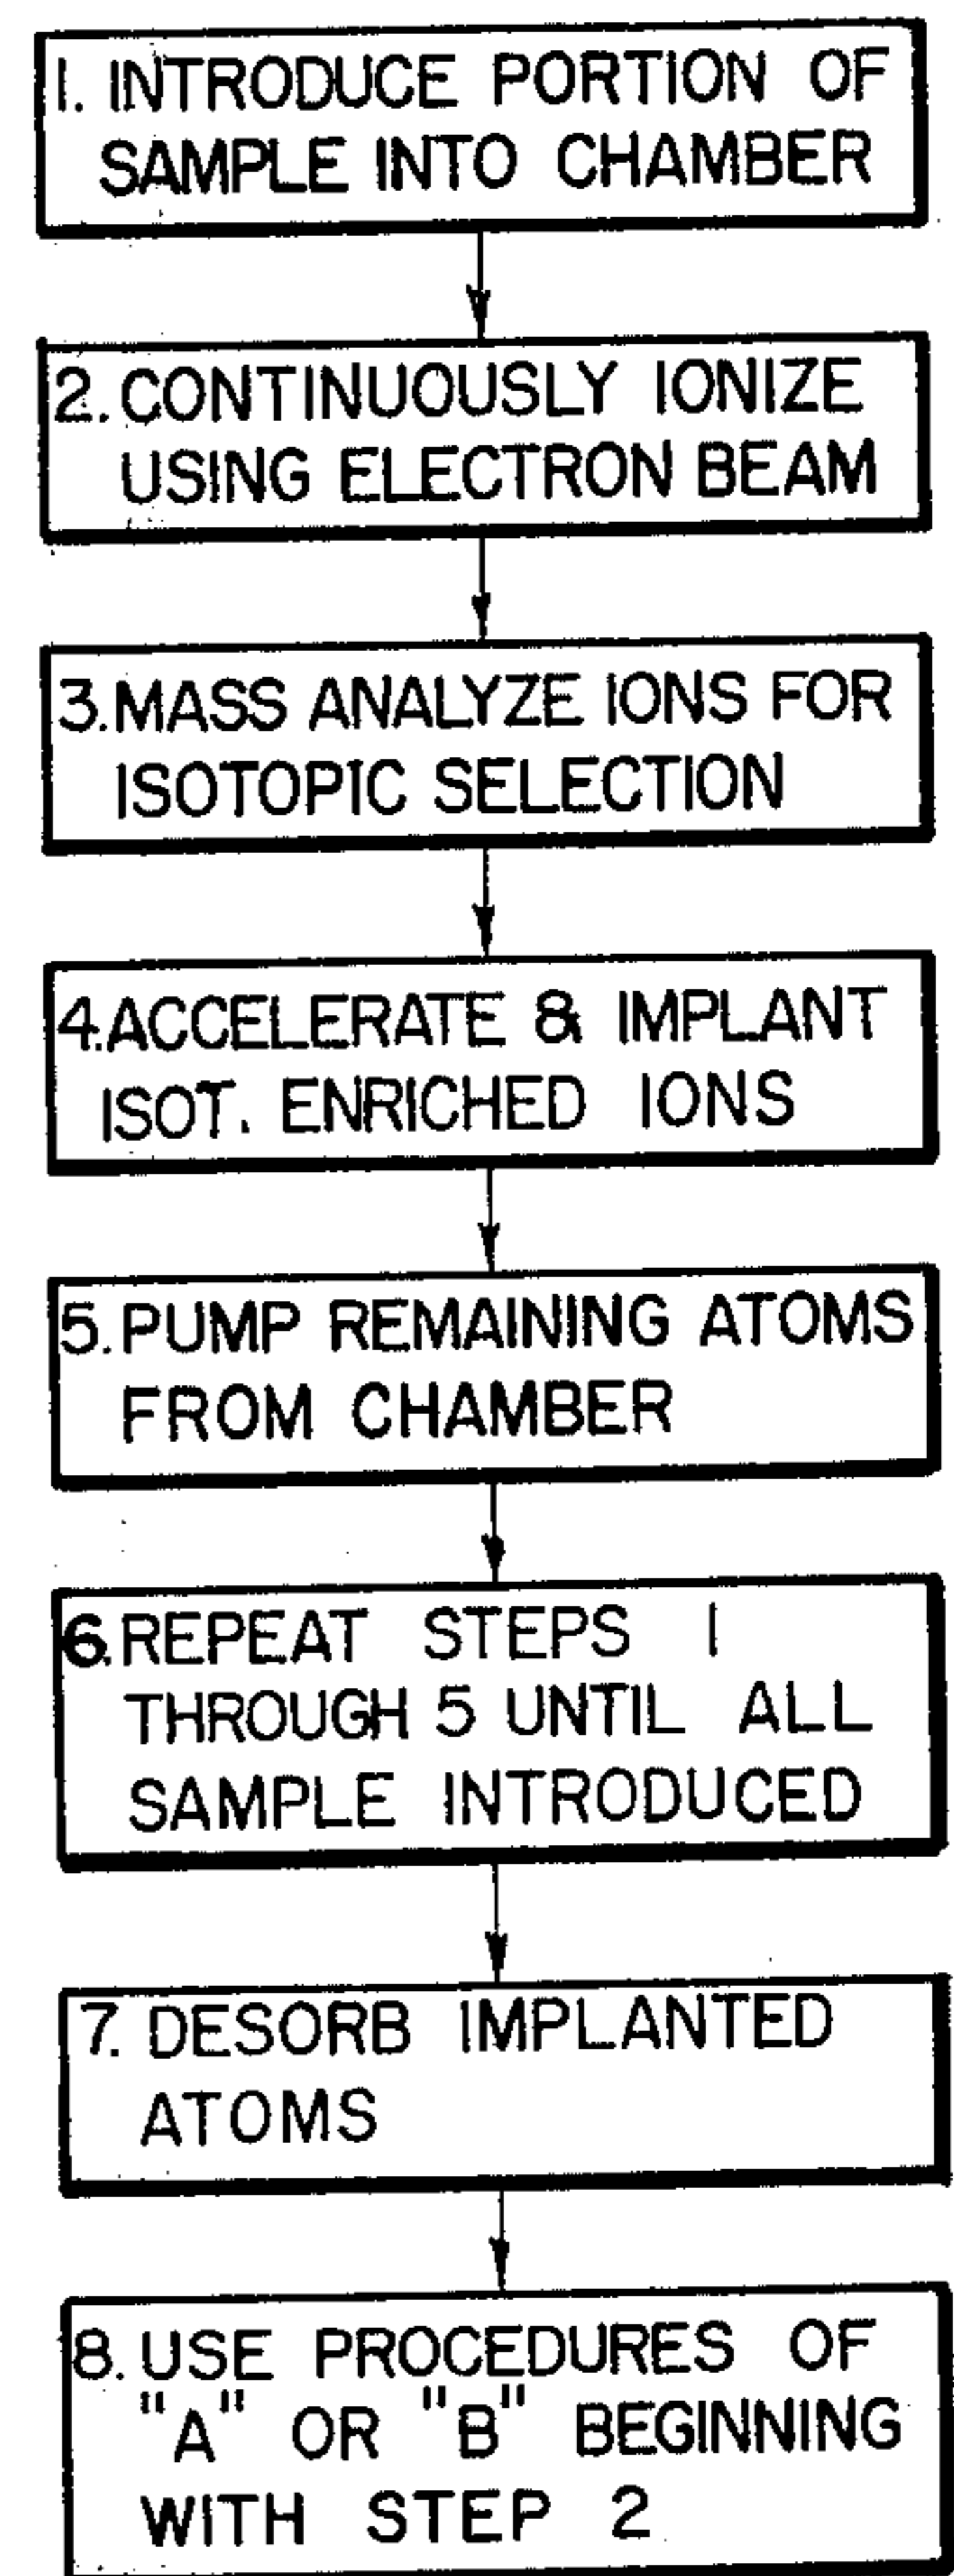 1. INTRODUCE PORTION OF
SAMPLE INTO CHAMBER
2. CONTINUOUSLY IONIZE
USING ELECTRON BEAM
3. MASS ANALYZE IONS FOR
ISOTOPIC SELECTION
4. ACCELERATE & IMPLANT
ISOT. ENRICHED IONS
5. PUMP REMAINING ATOMS
FROM CHAMBER
6. REPEAT STEPS 1
THROUGH 5 UNTIL ALL
SAMPLE INTRODUCED
7. DESORB IMPLANTED
ATOMS
8. USE PROCEDURES OF
"A" OR "B" BEGINNING
WITH STEP 2